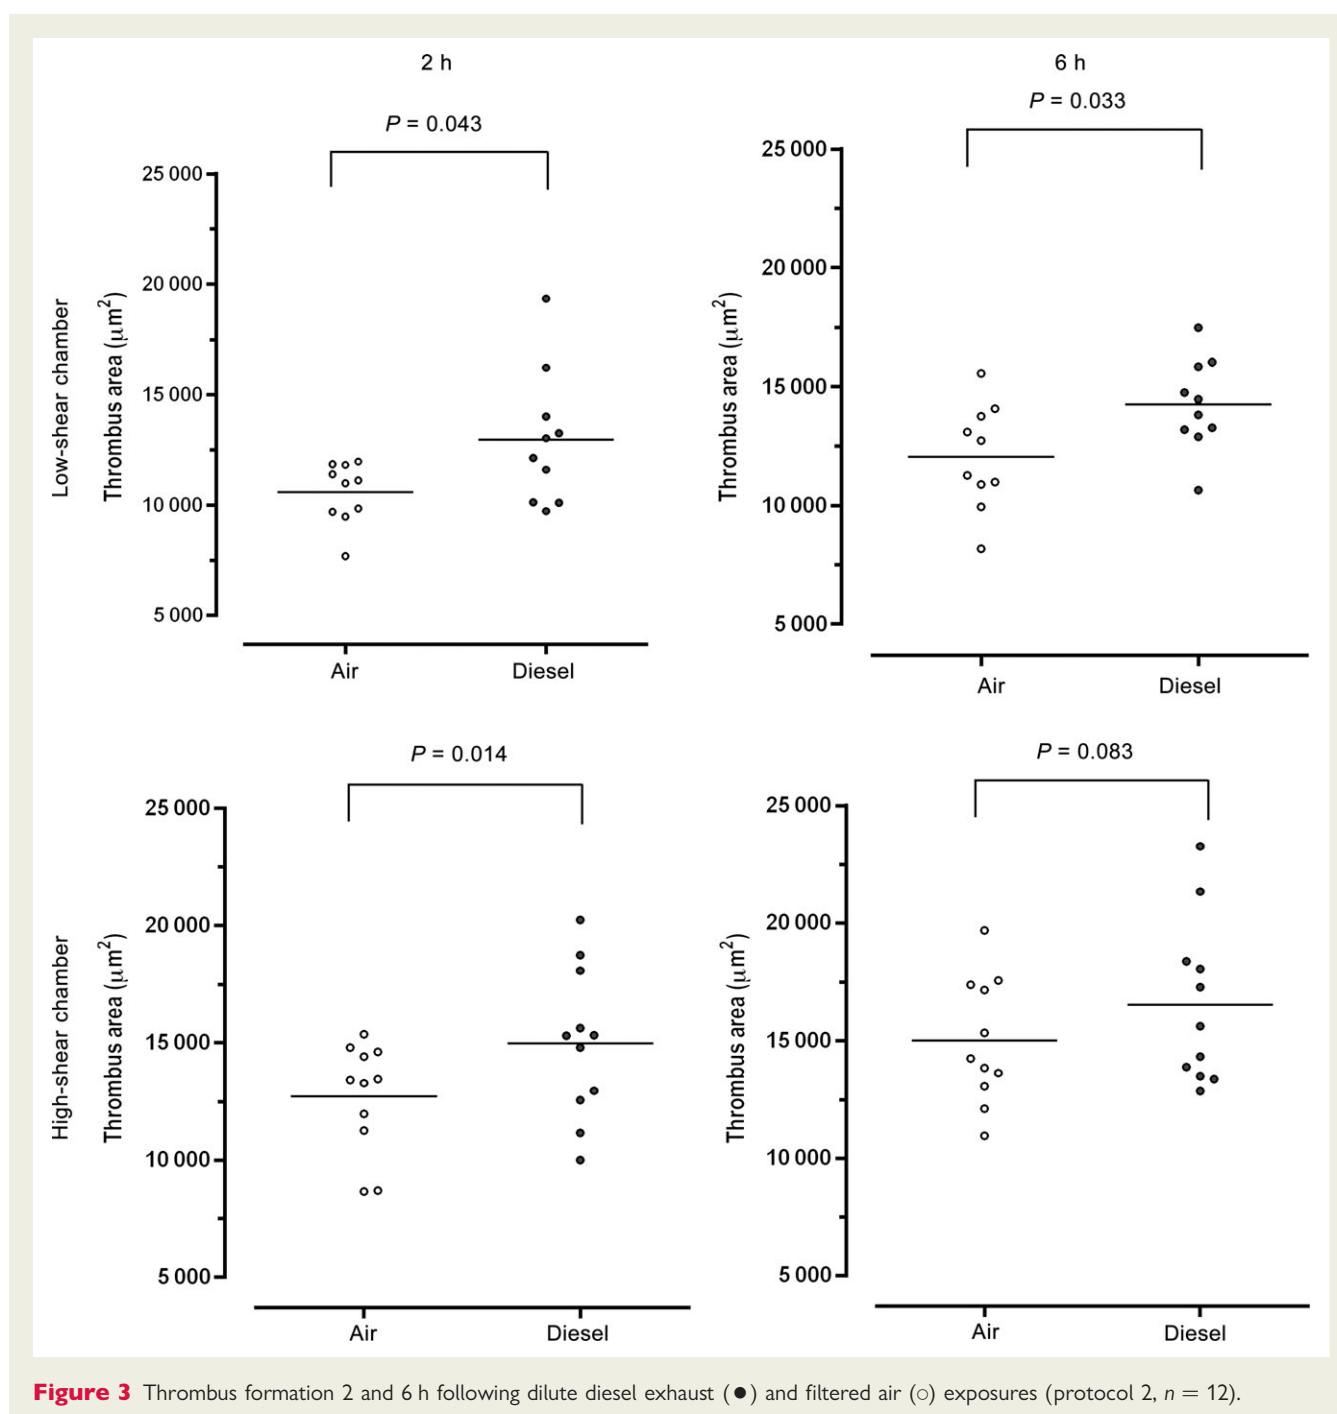 2 h
6 h
P = 0.043
P = 0.033
Low-shear chamber
Thrombus area (μm²)
25 000
20 000
15 000
10 000
5 000
Air
Diesel
Thrombus area (μm²)
25 000
20 000
15 000
10 000
5 000
Air
Diesel
P = 0.014
P = 0.083
High-shear chamber
Thrombus area (μm²)
25 000
20 000
15 000
10 000
5 000
Air
Diesel
Thrombus area (μm²)
25 000
20 000
15 000
10 000
5 000
Air
Diesel
Figure 3 Thrombus formation 2 and 6 h following dilute diesel exhaust (●) and filtered air (○) exposures (protocol 2, n = 12).